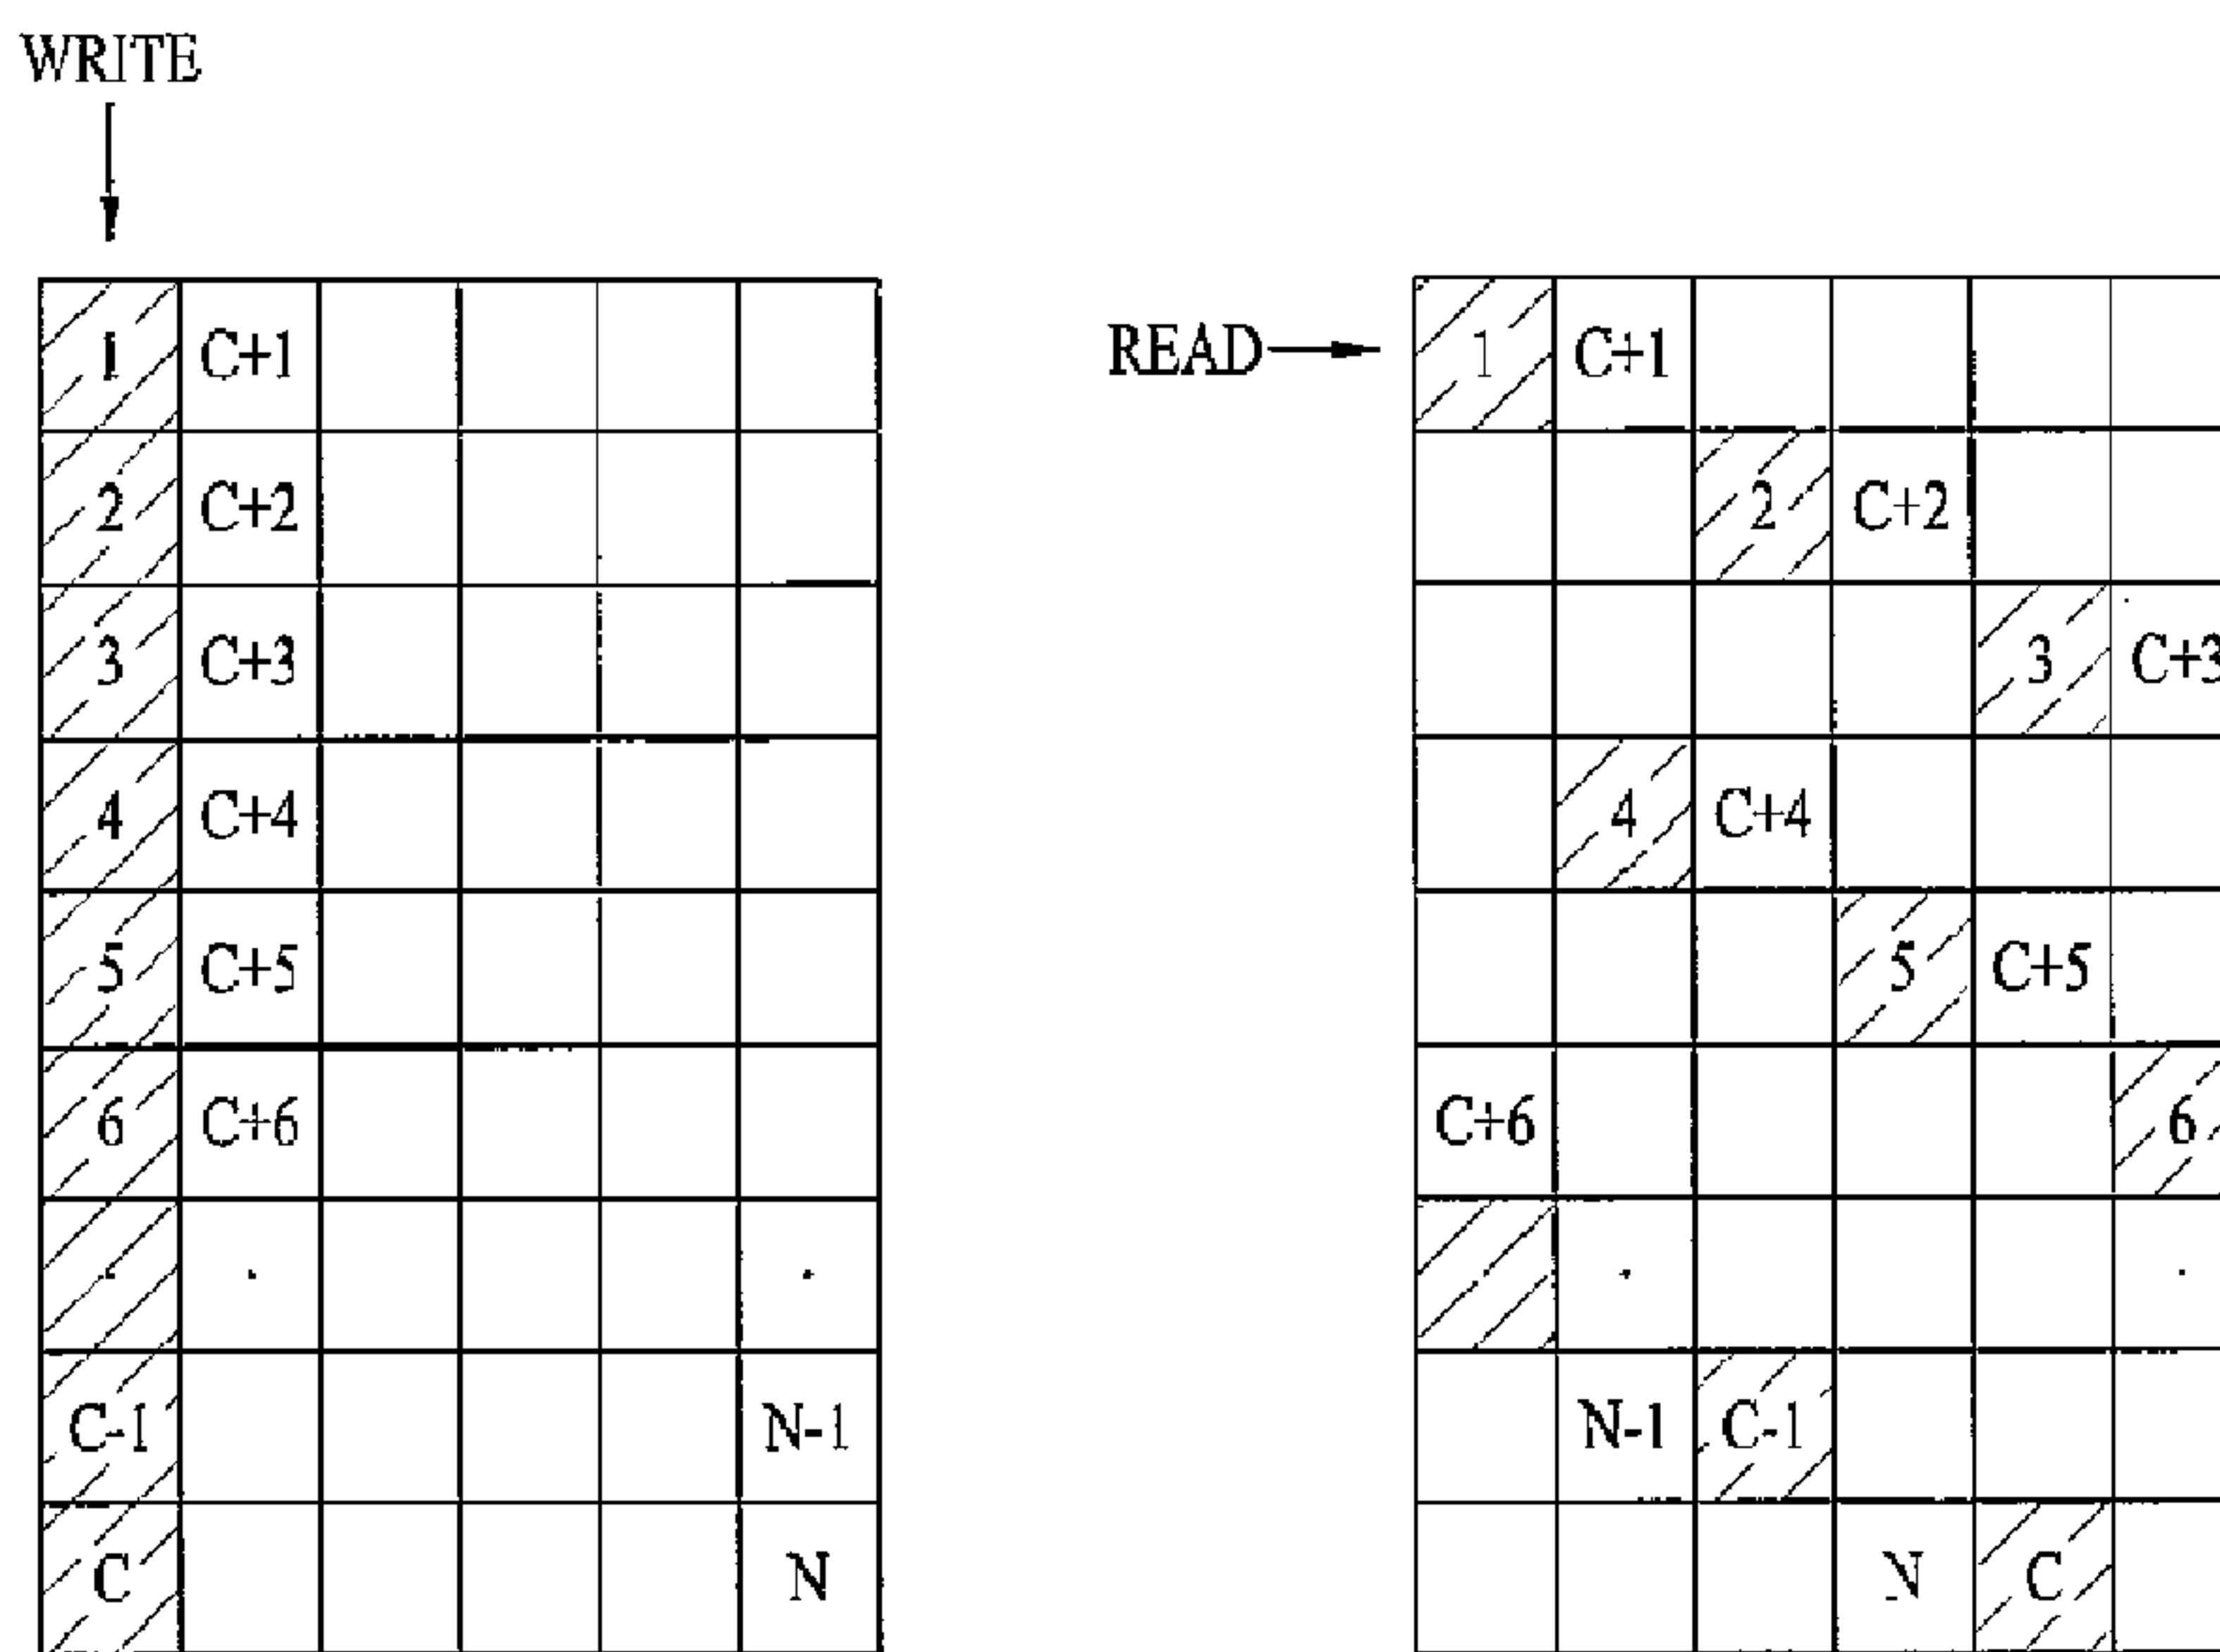 WRITE
READ
1 C+1 1 C+1
2 C+2 2 C+2
3 C+3 3 C+3
4 C+4 4 C+4
5 C+5 5 C+5
6 C+6 C+6 6
C-1 N-1 N-1 C-1
C N N C